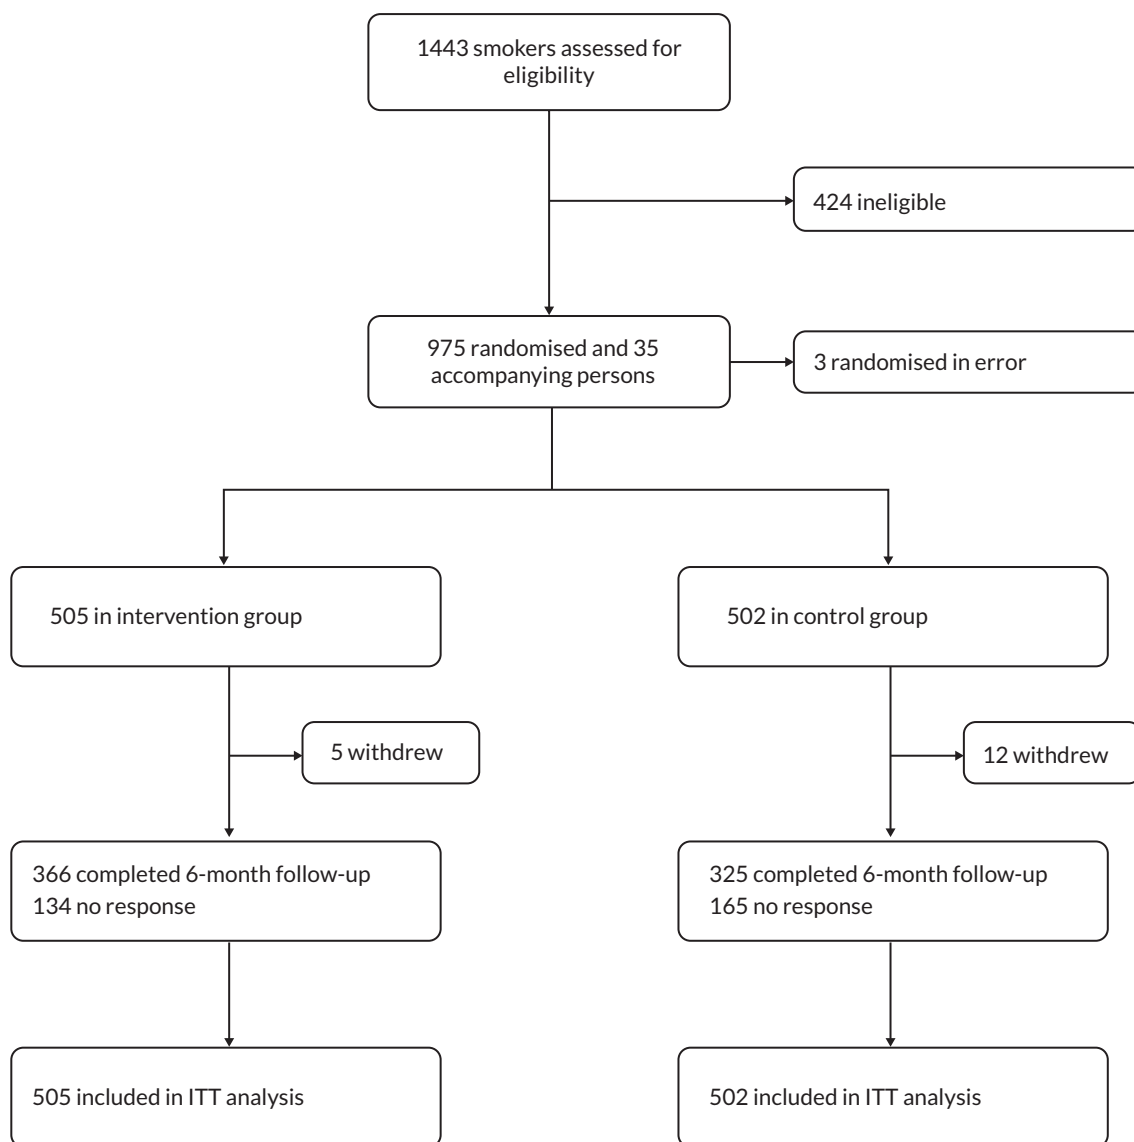 1443 smokers assessed for
eligibility
424 ineligible
975 randomised and 35
accompanying persons
3 randomised in error
505 in intervention group
502 in control group
5 withdrew
12 withdrew
366 completed 6-month follow-up
134 no response
325 completed 6-month follow-up
165 no response
505 included in ITT analysis
502 included in ITT analysis